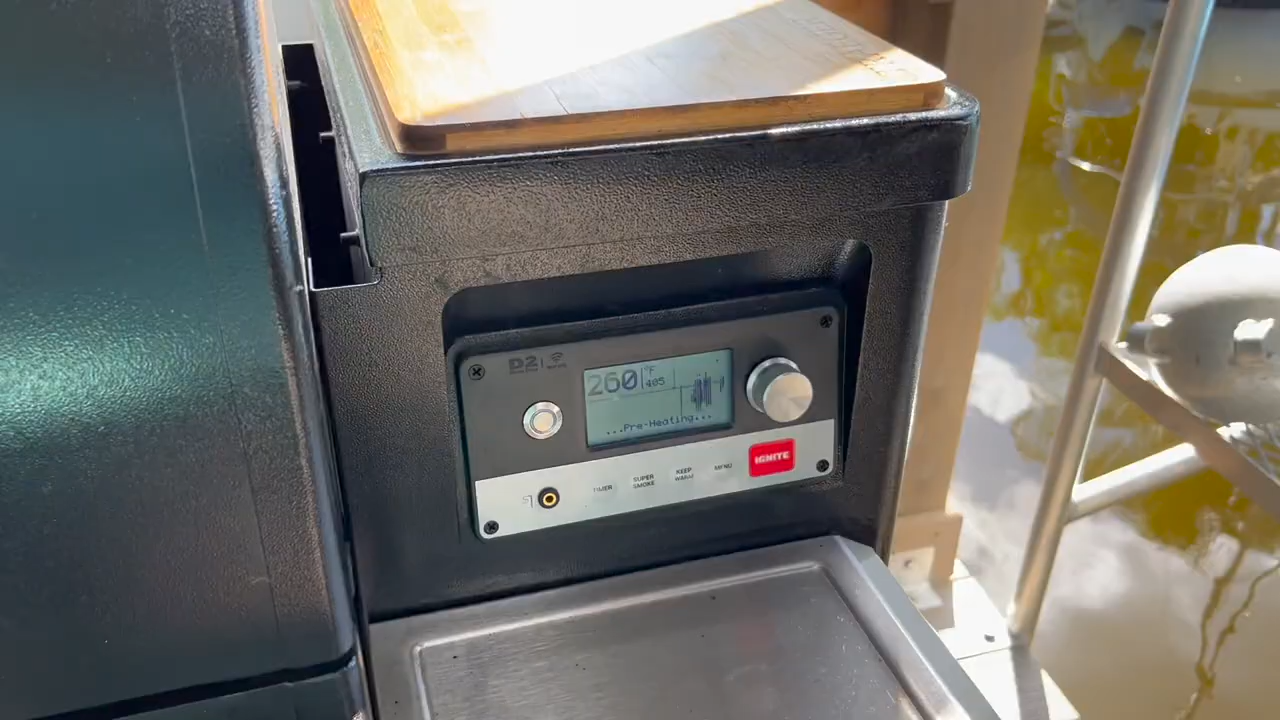 D2
260 °F
405
...Pre-Heating...
IGNITE
TIMER
SUPER
SMOKE
KEEP
WARM
MENU